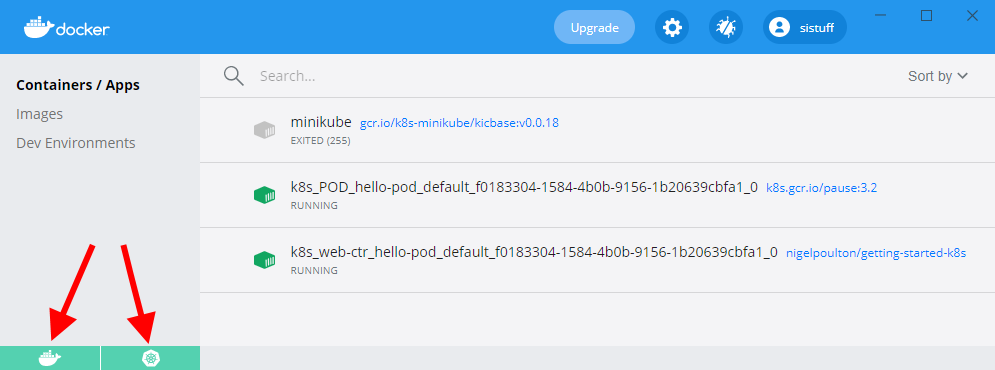 docker
Upgrade
sistuff
Containers / Apps
Images
Dev Environments
Search...
Sort by
minikube gcr.io/k8s-minikube/kicbase:v0.0.18
EXITED (255)
k8s_POD_hello-pod_default_f0183304-1584-4b0b-9156-1b20639cbfa1_0 k8s.gcr.io/pause:3.2
RUNNING
k8s_web-ctr_hello-pod_default_f0183304-1584-4b0b-9156-1b20639cbfa1_0 nigelpoulton/getting-started-k8s
RUNNING